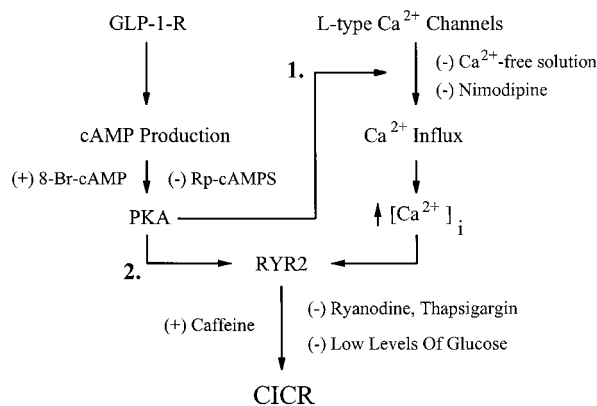 GLP-1-R
L-type Ca²⁺ Channels
1.
(-) Ca²⁺-free solution
(-) Nimodipine
cAMP Production
Ca²⁺ Influx
(+) 8-Br-cAMP
(-) Rp-cAMPS
PKA
[Ca²⁺]i
2.
RYR2
(+) Caffeine
(-) Ryanodine, Thapsigargin
(-) Low Levels Of Glucose
CICR